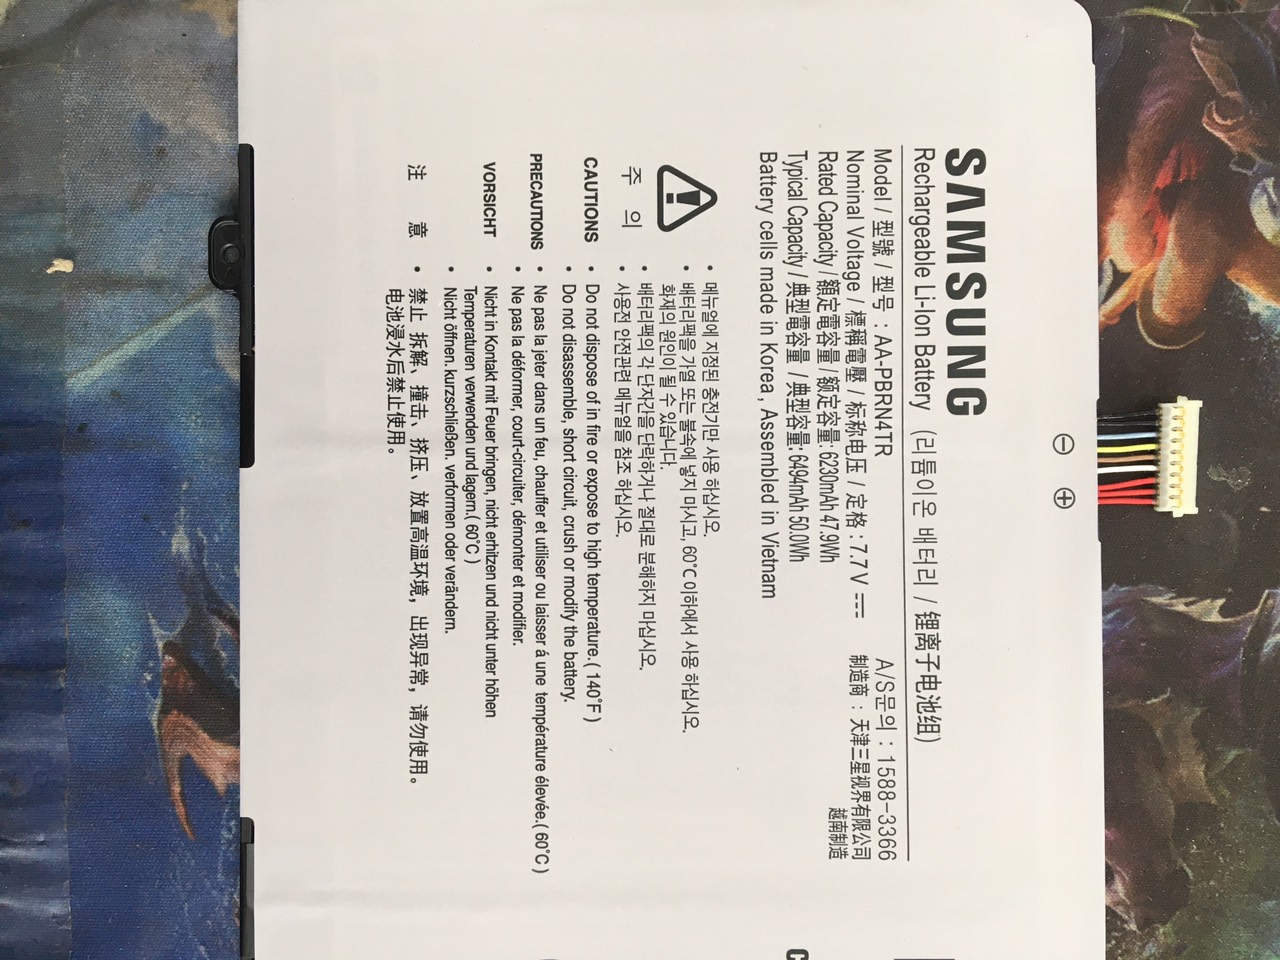 SAMSUNG
Rechargeable Li-Ion Battery (리튬이온 배터리 / 锂离子电池组)
Model / 型號 / 型号 : AA-PBRN4TR
A/S문의 : 1588-3366
Nominal Voltage / 標稱電壓 / 标称电压 / 定格 : 7.7V ⎓
制造商 : 天津三星视界有限公司
Rated Capacity / 額定電容量 / 额定容量: 6230mAh 47.9Wh
越南制造
Typical Capacity / 典型電容量 / 典型容量: 6494mAh 50.0Wh
Battery cells made in Korea, Assembled in Vietnam
주 의
• 메뉴얼에 지정된 충전기만 사용 하십시오.
• 배터리팩을 가열 또는 불속에 넣지 마시고, 60°C 이하에서 사용 하십시오.
화재의 원인이 될 수 있습니다.
• 배터리팩의 각 단자간을 단락하거나 절대로 분해하지 마십시오.
• 사용전 안전관련 메뉴얼을 참조 하십시오.
CAUTIONS
• Do not dispose of in fire or expose to high temperature.( 140°F )
• Do not disassemble, short circuit, crush or modify the battery.
PRECAUTIONS
• Ne pas la jeter dans un feu, chauffer et utiliser ou laisser á une température élevée.( 60°C )
• Ne pas la déformer, court-circuiter, démonter et modifier.
VORSICHT
• Nicht in Kontakt mit Feuer bringen, nicht erhitzen und nicht unter höhen
Temperaturen verwenden und lagern.( 60°C )
• Nicht öffnen. kurzschließen. verformen oder verändern.
注 意
• 禁止 拆解、撞击、挤压、放置高温环境，出现异常，请勿使用。
电池浸水后禁止使用。
⊖ ⊕